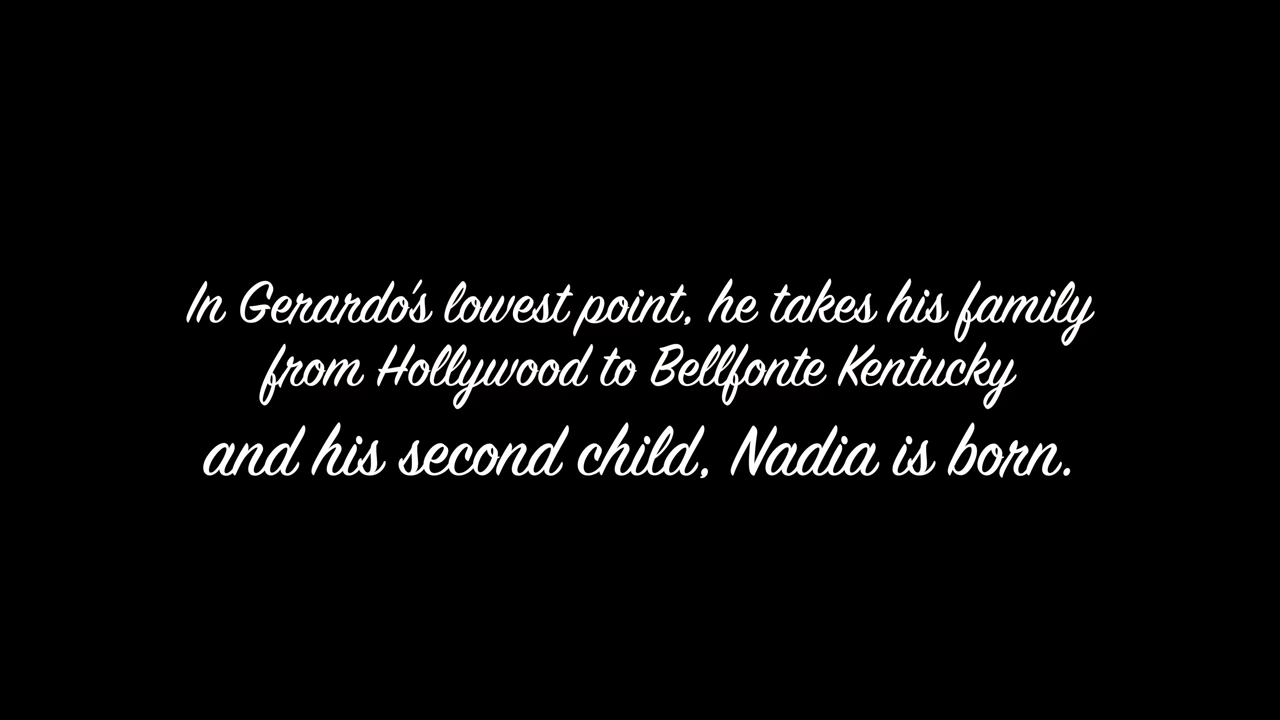 In Gerardo's lowest point, he takes his family
from Hollywood to Bellfonte Kentucky
and his second child, Nadia is born.